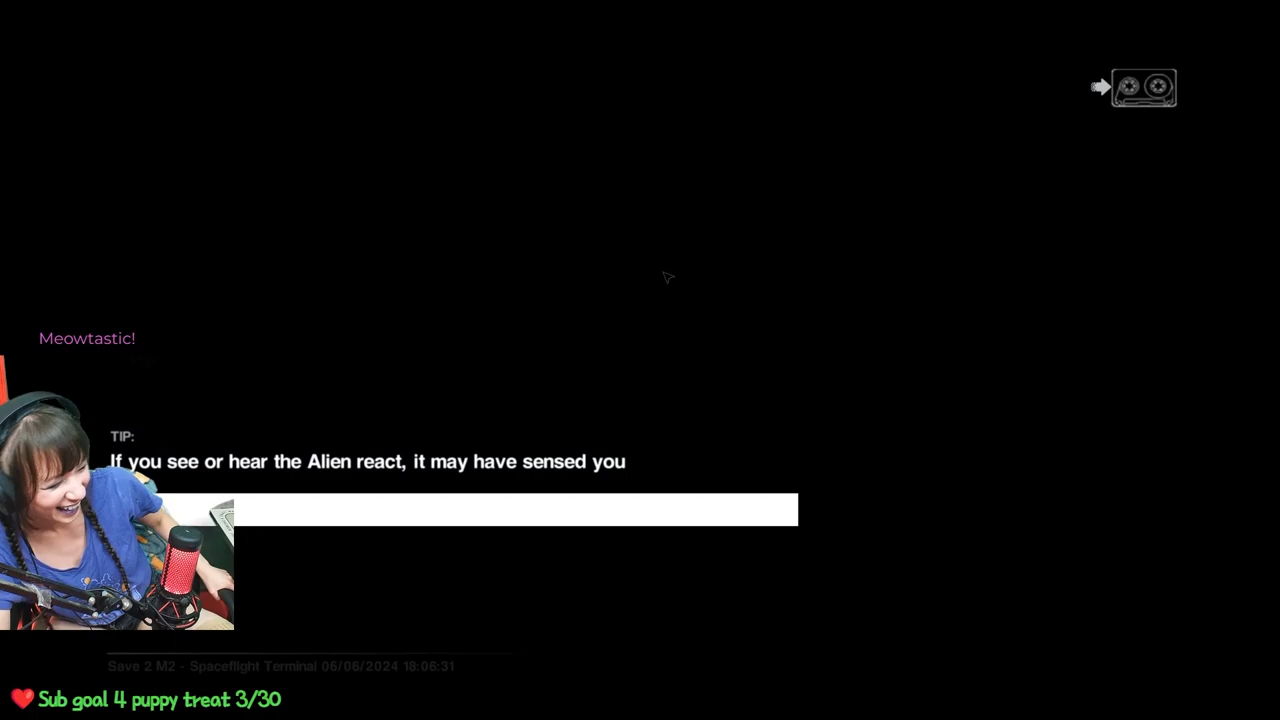 Meowtastic!
TIP:
If you see or hear the Alien react, it may have sensed you
Save 2 M2 - Spaceflight Terminal 06/06/2024 18:06:31
Sub goal 4 puppy treat 3/30